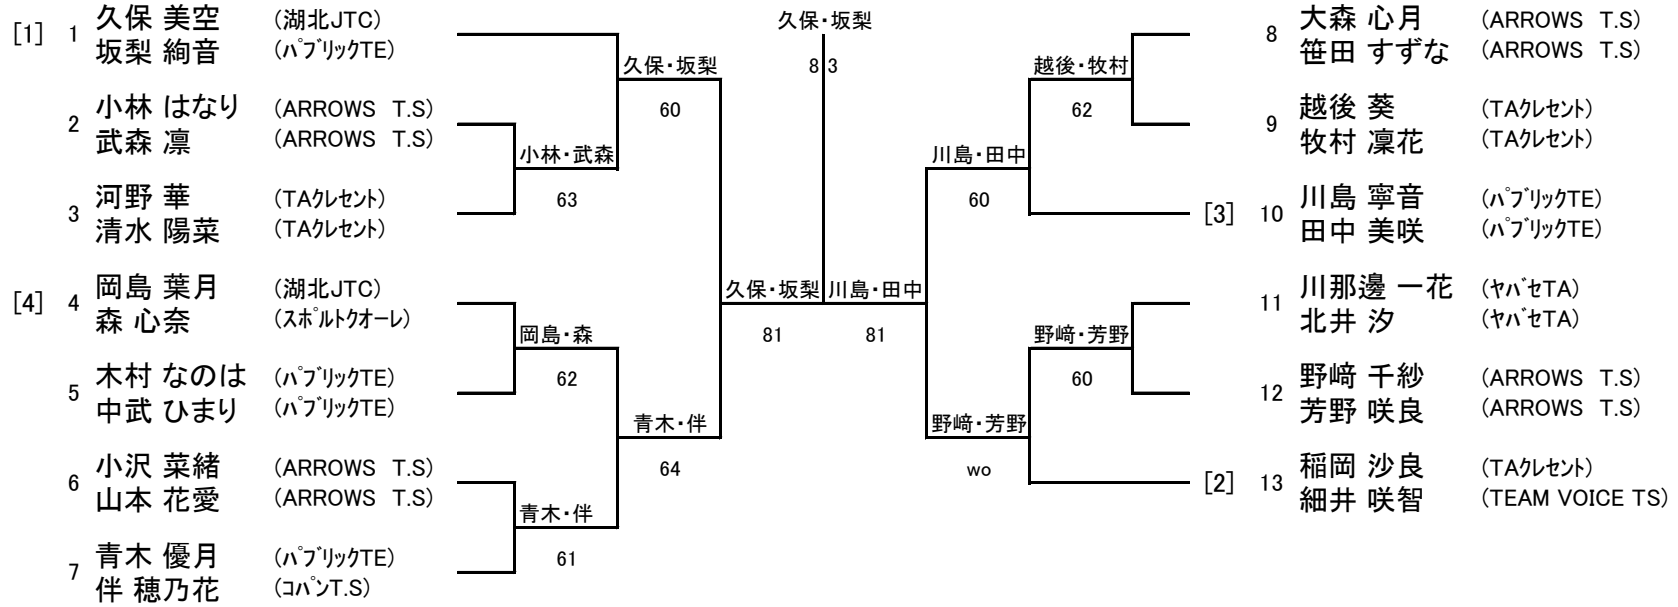 久保・坂梨
8 3
[1] 1 久保 美空 (湖北JTC)
坂梨 絢音 (パブリックTE)
久保・坂梨
60
2 小林 はなり (ARROWS T.S)
武森 凛 (ARROWS T.S)
小林・武森
63
3 河野 華 (TAクレセント)
清水 陽菜 (TAクレセント)
[4] 4 岡島 葉月 (湖北JTC)
森 心奈 (スポルトクオーレ)
岡島・森
62
5 木村 なのは (パブリックTE)
中武 ひまり (パブリックTE)
青木・伴
64
6 小沢 菜緒 (ARROWS T.S)
山本 花愛 (ARROWS T.S)
青木・伴
61
7 青木 優月 (パブリックTE)
伴 穂乃花 (コパンT.S)
久保・坂梨 川島・田中
81 81
8 大森 心月 (ARROWS T.S)
笹田 すずな (ARROWS T.S)
越後・牧村
62
9 越後 葵 (TAクレセント)
牧村 凜花 (TAクレセント)
川島・田中
60
[3] 10 川島 寧音 (パブリックTE)
田中 美咲 (パブリックTE)
11 川那邊 一花 (ヤバセTA)
北井 汐 (ヤバセTA)
野﨑・芳野
60
12 野﨑 千紗 (ARROWS T.S)
芳野 咲良 (ARROWS T.S)
野﨑・芳野
wo
[2] 13 稲岡 沙良 (TAクレセント)
細井 咲智 (TEAM VOICE TS)